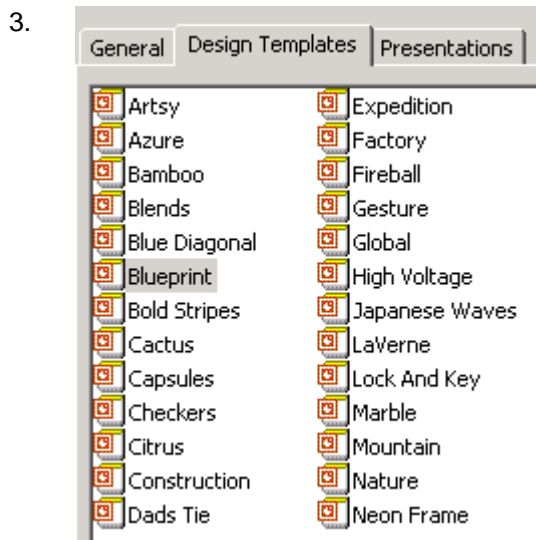 3.
General Design Templates Presentations
Artsy Expedition
Azure Factory
Bamboo Fireball
Blends Gesture
Blue Diagonal Global
Blueprint High Voltage
Bold Stripes Japanese Waves
Cactus LaVerne
Capsules Lock And Key
Checkers Marble
Citrus Mountain
Construction Nature
Dads Tie Neon Frame